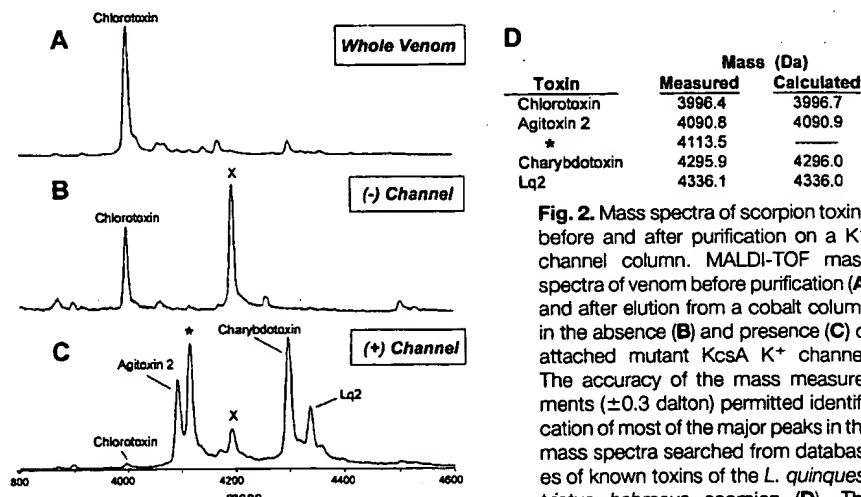 A
Chlorotoxin
Whole Venom
B
Chlorotoxin
X
(-) Channel
C
Chlorotoxin
Agitoxin 2
*
X
Charybdotoxin
Lq2
(+) Channel
800 4000 4200 4400 4600
D
Mass (Da)
Toxin Measured Calculated
Chlorotoxin 3996.4 3996.7
Agitoxin 2 4090.8 4090.9
* 4113.5 ——
Charybdotoxin 4295.9 4296.0
Lq2 4336.1 4336.0
Fig. 2. Mass spectra of scorpion toxin
before and after purification on a K+
channel column. MALDI-TOF mas
spectra of venom before purification (A
and after elution from a cobalt colum
in the absence (B) and presence (C) o
attached mutant KcsA K+ channel
The accuracy of the mass measure
ments (±0.3 dalton) permitted identif
cation of most of the major peaks in th
mass spectra searched from databas
es of known toxins of the L. quinques
(D). Th